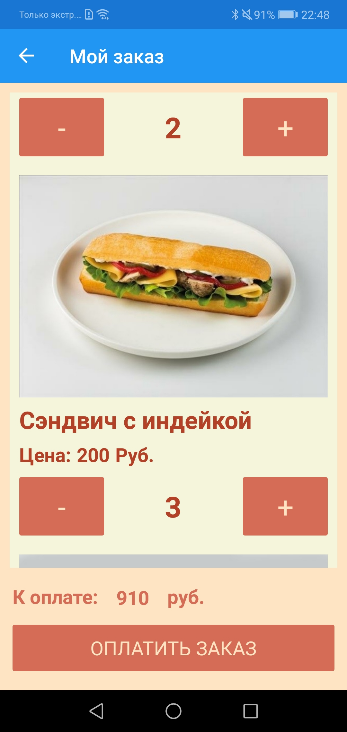 Только экстр... 91% 22:48
Мой заказ
- 2 +
Сэндвич с индейкой
Цена: 200 Руб.
- 3 +
К оплате: 910 руб.
ОПЛАТИТЬ ЗАКАЗ